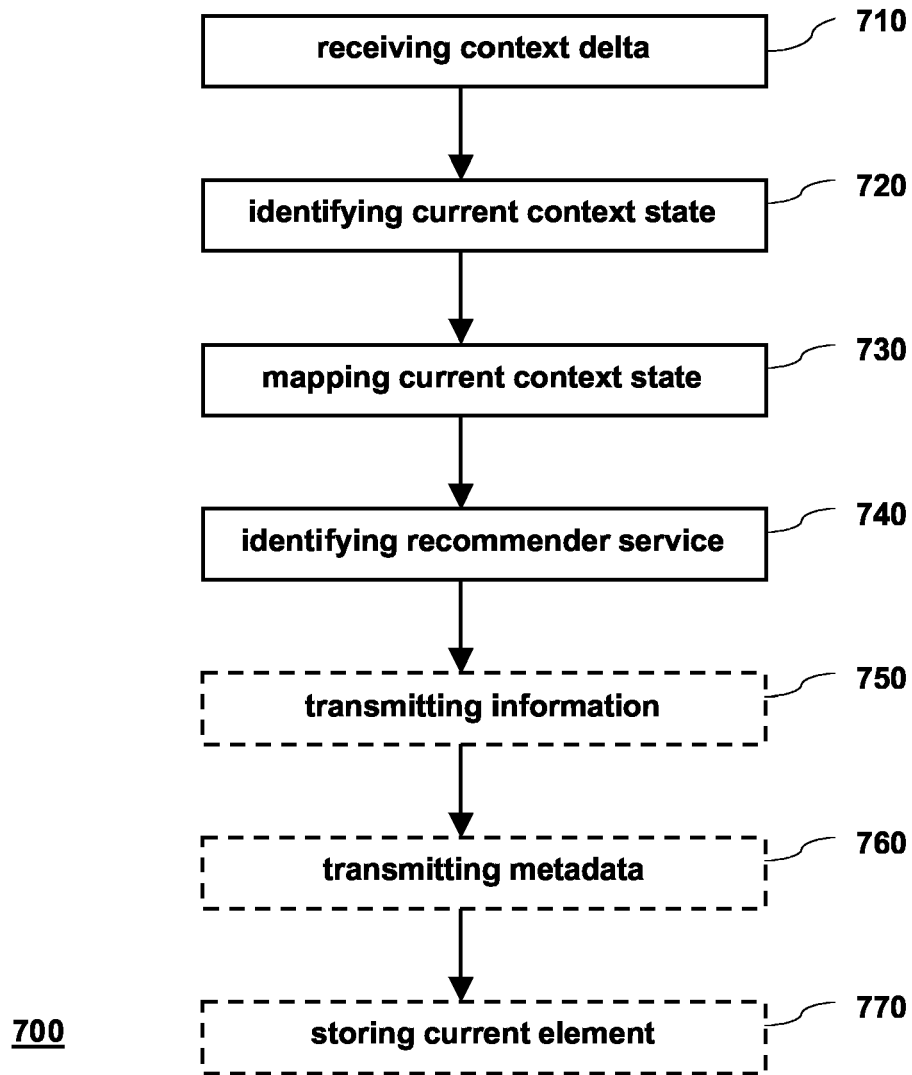 receiving context delta
710
identifying current context state
720
mapping current context state
730
identifying recommender service
740
transmitting information
750
transmitting metadata
760
storing current element
770
700